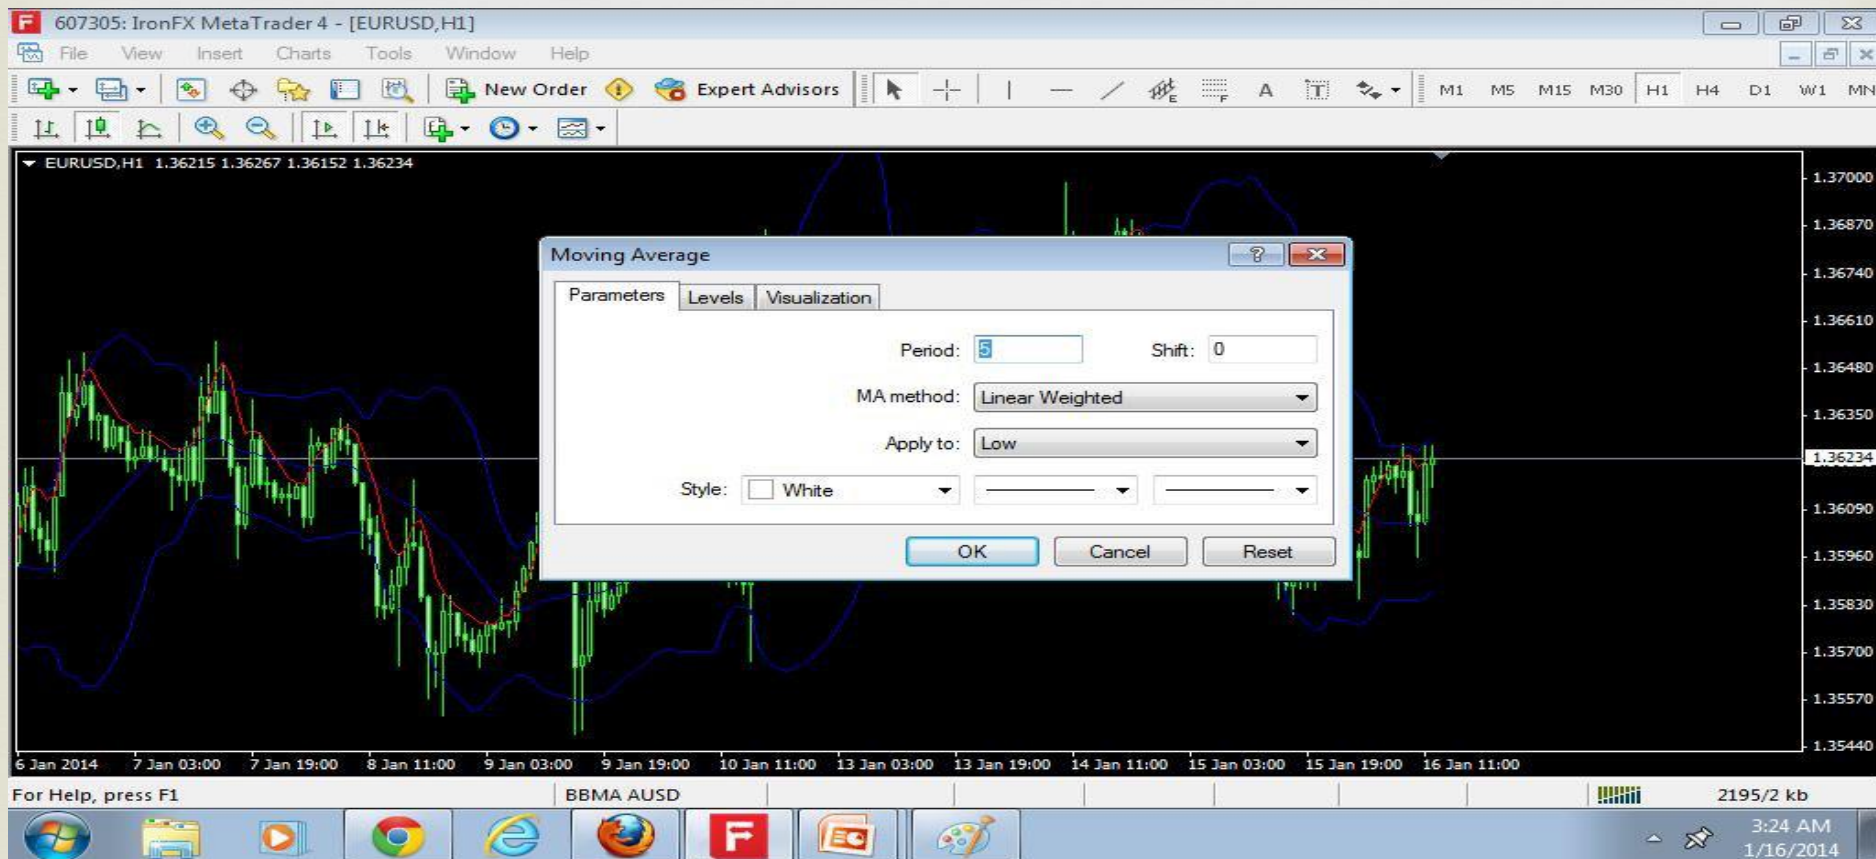 607305: IronFX MetaTrader 4 - [EURUSD,H1]
File View Insert Charts Tools Window Help
New Order Expert Advisors E F A T M1 M5 M15 M30 H1 H4 D1 W1 MN
EURUSD,H1 1.36215 1.36267 1.36152 1.36234
1.37000
1.36870
1.36740
1.36610
1.36480
1.36350
1.36234
1.36090
1.35960
1.35830
1.35700
1.35570
1.35440
Moving Average
Parameters Levels Visualization
Period: 5 Shift: 0
MA method: Linear Weighted
Apply to: Low
Style: White
OK Cancel Reset
6 Jan 2014 7 Jan 03:00 7 Jan 19:00 8 Jan 11:00 9 Jan 03:00 9 Jan 19:00 10 Jan 11:00 13 Jan 03:00 13 Jan 19:00 14 Jan 11:00 15 Jan 03:00 15 Jan 19:00 16 Jan 11:00
For Help, press F1 BBMA AUSD 2195/2 kb
3:24 AM
1/16/2014